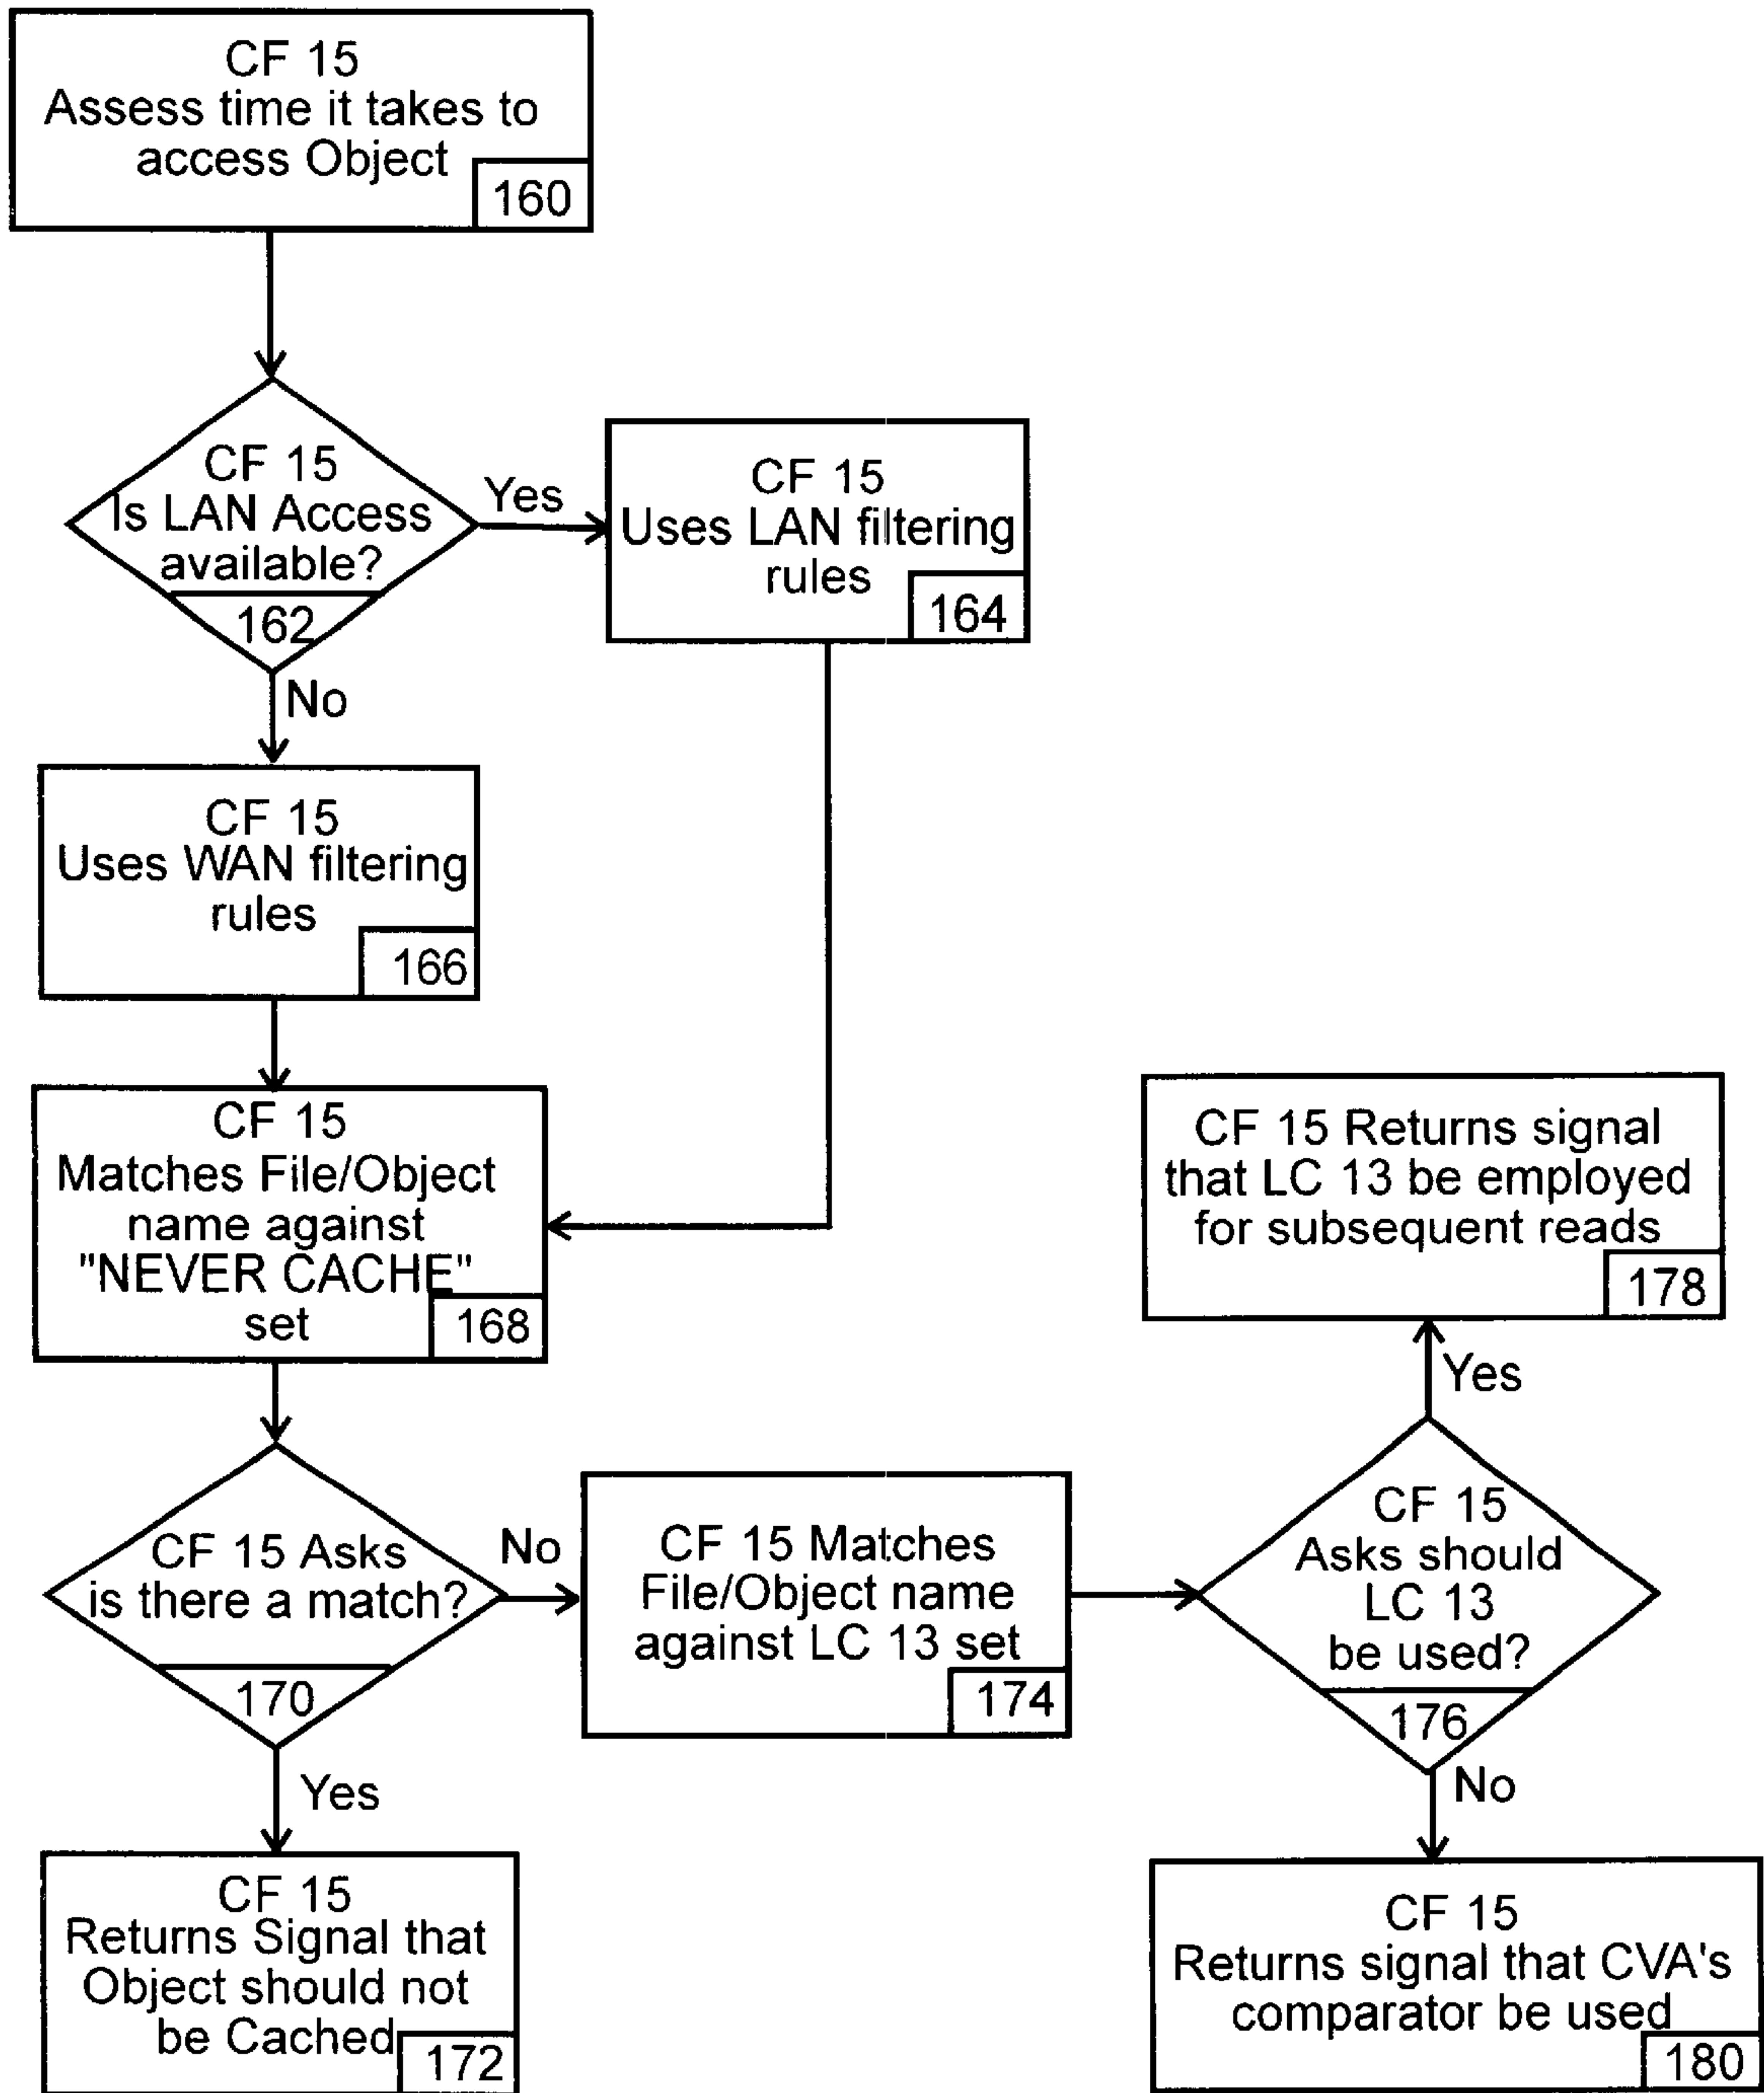 CF 15
Assess time it takes to
access Object
160
CF 15
Is LAN Access
available?
162
Yes
CF 15
Uses LAN filtering
rules
164
No
CF 15
Uses WAN filtering
rules
166
CF 15
Matches File/Object
name against
"NEVER CACHE"
set
168
CF 15 Asks
is there a match?
170
No
CF 15 Matches
File/Object name
against LC 13 set
174
CF 15
Asks should
LC 13
be used?
176
Yes
CF 15 Returns signal
that LC 13 be employed
for subsequent reads
178
Yes
CF 15
Returns Signal that
Object should not
be Cached
172
No
CF 15
Returns signal that CVA's
comparator be used
180